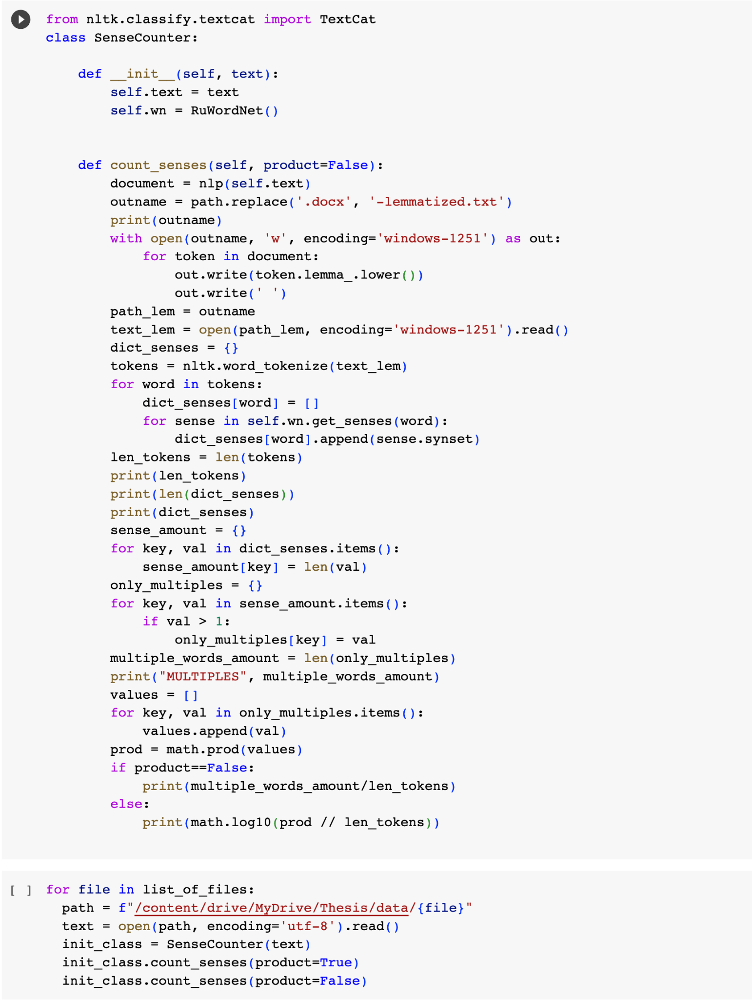 from nltk.classify.textcat import TextCat
class SenseCounter:
    def __init__(self, text):
        self.text = text
        self.wn = RuWordNet()
    def count_senses(self, product=False):
        document = nlp(self.text)
        outname = path.replace('.docx', '-lemmatized.txt')
        print(outname)
        with open(outname, 'w', encoding='windows-1251') as out:
            for token in document:
                out.write(token.lemma_.lower())
                out.write(' ')
        path_lem = outname
        text_lem = open(path_lem, encoding='windows-1251').read()
        dict_senses = {}
        tokens = nltk.word_tokenize(text_lem)
        for word in tokens:
            dict_senses[word] = []
            for sense in self.wn.get_senses(word):
                dict_senses[word].append(sense.synset)
        len_tokens = len(tokens)
        print(len_tokens)
        print(len(dict_senses))
        print(dict_senses)
        sense_amount = {}
        for key, val in dict_senses.items():
            sense_amount[key] = len(val)
        only_multiples = {}
        for key, val in sense_amount.items():
            if val > 1:
                only_multiples[key] = val
        multiple_words_amount = len(only_multiples)
        print("MULTIPLES", multiple_words_amount)
        values = []
        for key, val in only_multiples.items():
            values.append(val)
        prod = math.prod(values)
        if product==False:
            print(multiple_words_amount/len_tokens)
        else:
            print(math.log10(prod // len_tokens))
[ ] for file in list_of_files:
  path = f"/content/drive/MyDrive/Thesis/data/{file}"
  text = open(path, encoding='utf-8').read()
  init_class = SenseCounter(text)
  init_class.count_senses(product=True)
  init_class.count_senses(product=False)